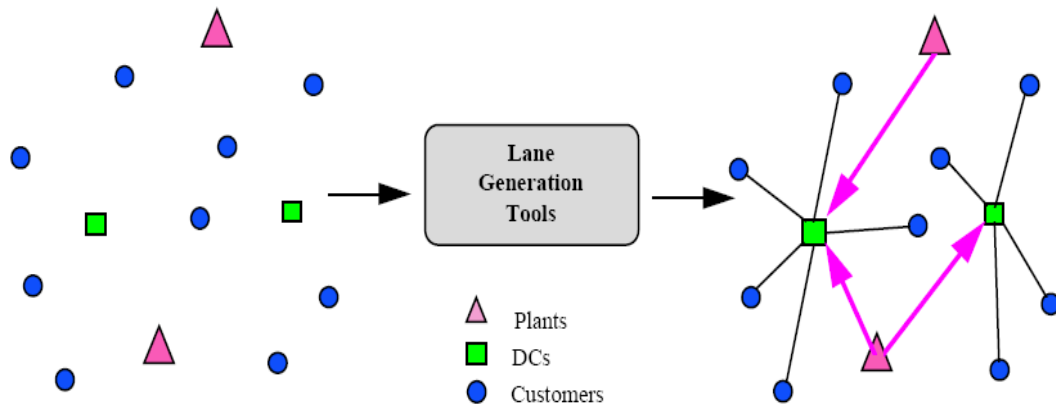 Lane
Generation
Tools
Plants
DCs
Customers